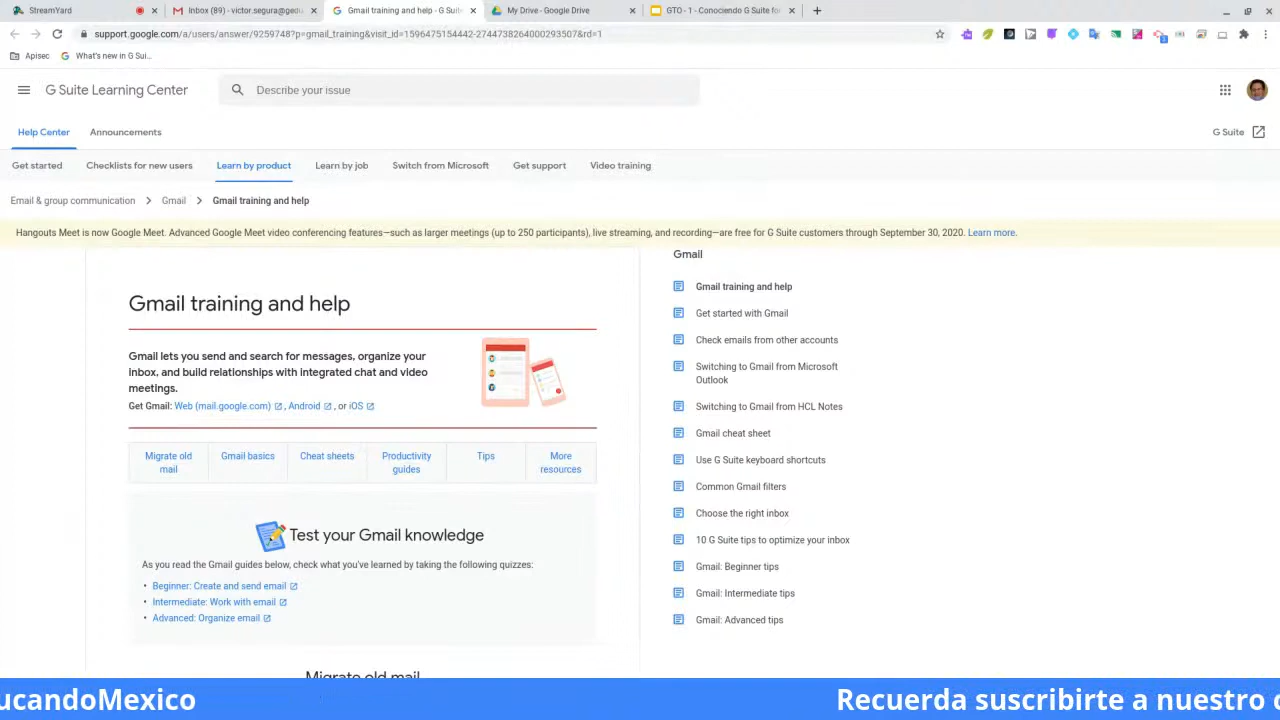 StreamYard
Inbox (89) - victor.segura@gedu
Gmail training and help - G Suit
My Drive - Google Drive
GTO - 1 - Conociendo G Suite fo
support.google.com/a/users/answer/9259748?p=gmail_training&visit_id=1596475154442-2744738264000293507&rd=1
Apisec
What's new in G Sui...
G Suite Learning Center
Describe your issue
Help Center
Announcements
G Suite
Get started
Checklists for new users
Learn by product
Learn by job
Switch from Microsoft
Get support
Video training
Email & group communication
Gmail
Gmail training and help
Hangouts Meet is now Google Meet. Advanced Google Meet video conferencing features—such as larger meetings (up to 250 participants), live streaming, and recording—are free for G Suite customers through September 30, 2020. Learn more.
Gmail training and help
Gmail lets you send and search for messages, organize your
inbox, and build relationships with integrated chat and video
meetings.
Get Gmail: Web (mail.google.com) , Android , or iOS
Migrate old
mail
Gmail basics
Cheat sheets
Productivity
guides
Tips
More
resources
Test your Gmail knowledge
As you read the Gmail guides below, check what you've learned by taking the following quizzes:
• Beginner: Create and send email
• Intermediate: Work with email
• Advanced: Organize email
Migrate old mail
Gmail
Gmail training and help
Get started with Gmail
Check emails from other accounts
Switching to Gmail from Microsoft
Outlook
Switching to Gmail from HCL Notes
Gmail cheat sheet
Use G Suite keyboard shortcuts
Common Gmail filters
Choose the right inbox
10 G Suite tips to optimize your inbox
Gmail: Beginner tips
Gmail: Intermediate tips
Gmail: Advanced tips
ucandoMexico
Recuerda suscribirte a nuestro